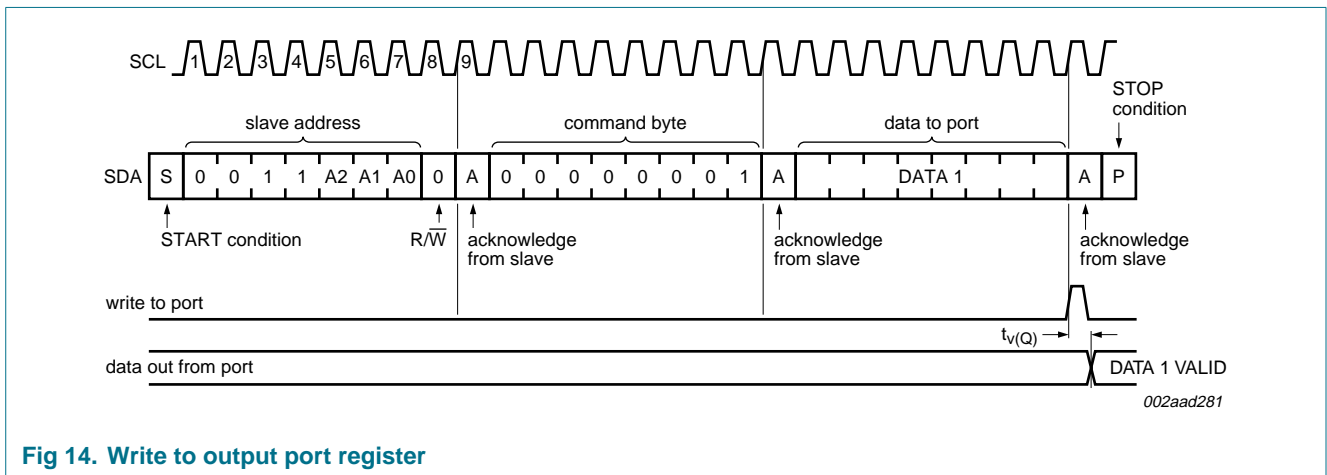 SCL 1 2 3 4 5 6 7 8 9
STOP condition
slave address command byte data to port
SDA S 0 0 1 1 A2 A1 A0 0 A 0 0 0 0 0 0 0 1 A DATA 1 A P
START condition R/W̅ acknowledge from slave acknowledge from slave acknowledge from slave
write to port
tv(Q)
data out from port DATA 1 VALID
002aad281
Fig 14. Write to output port register